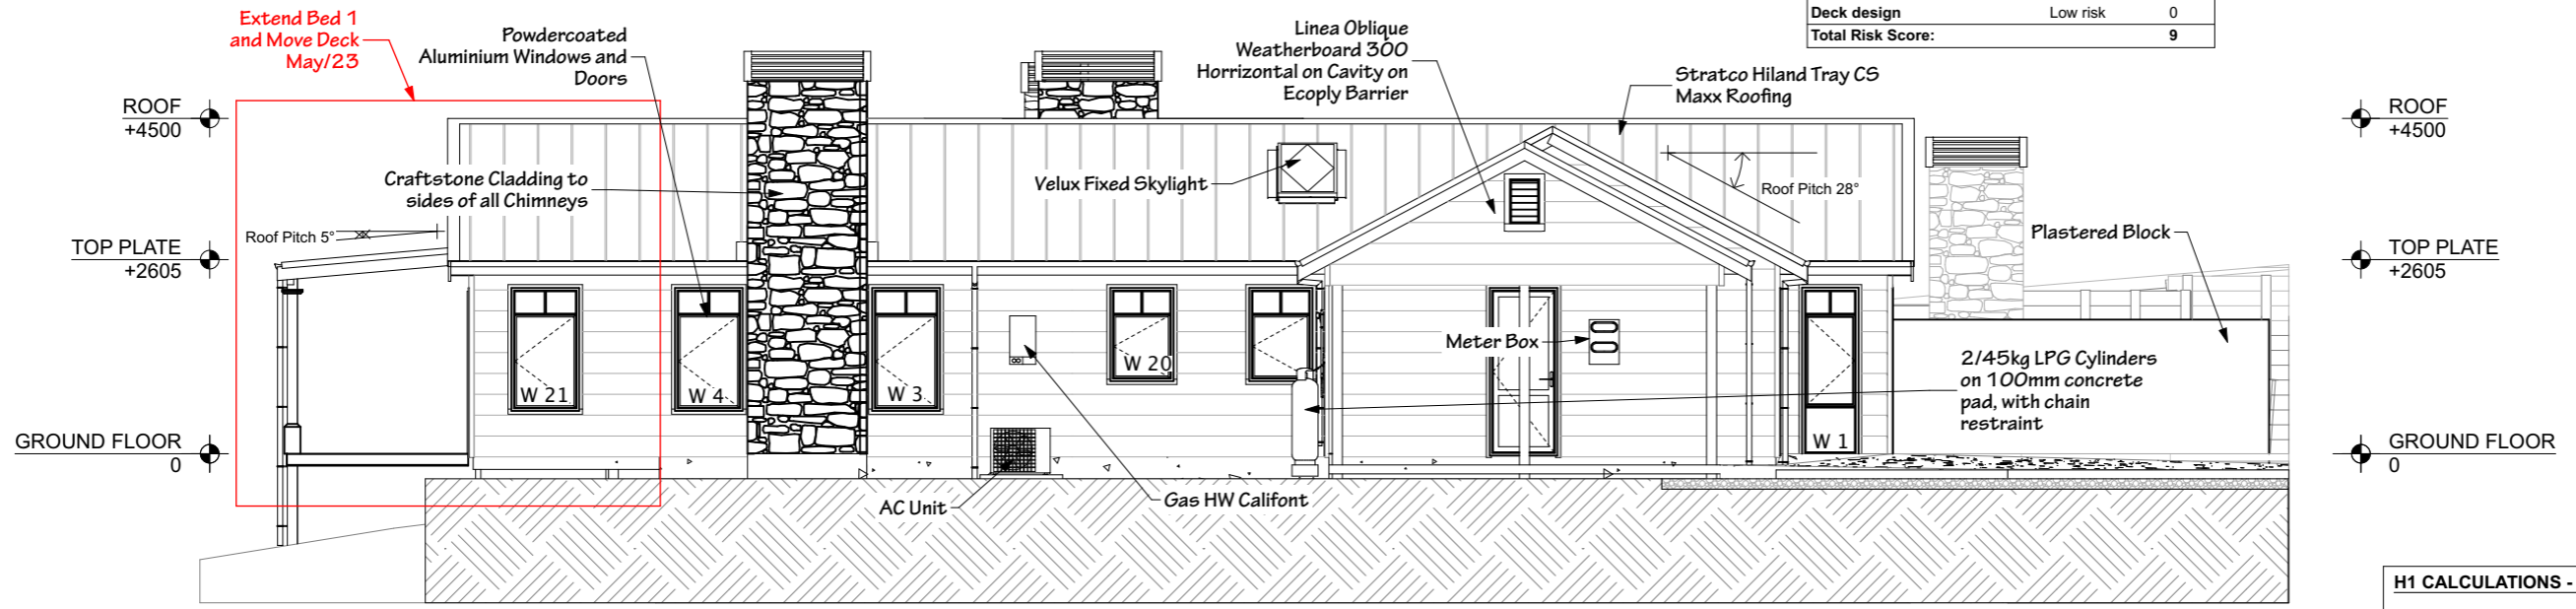 Deck design Low risk 0
Total Risk Score: 9
Extend Bed 1
and Move Deck
May/23
Powdercoated
Aluminium Windows and
Doors
Linea Oblique
Weatherboard 300
Horrizontal on Cavity on
Ecoply Barrier
Stratco Hiland Tray CS
Maxx Roofing
ROOF
+4500
ROOF
+4500
Craftstone Cladding to
sides of all Chimneys
Velux Fixed Skylight
Roof Pitch 28°
Roof Pitch 5°
Plastered Block
TOP PLATE
+2605
TOP PLATE
+2605
Meter Box
2/45kg LPG Cylinders
on 100mm concrete
pad, with chain
restraint
W 21
W 4
W 3
W 20
W 1
GROUND FLOOR
0
GROUND FLOOR
0
AC Unit
Gas HW Califont
H1 CALCULATIONS -